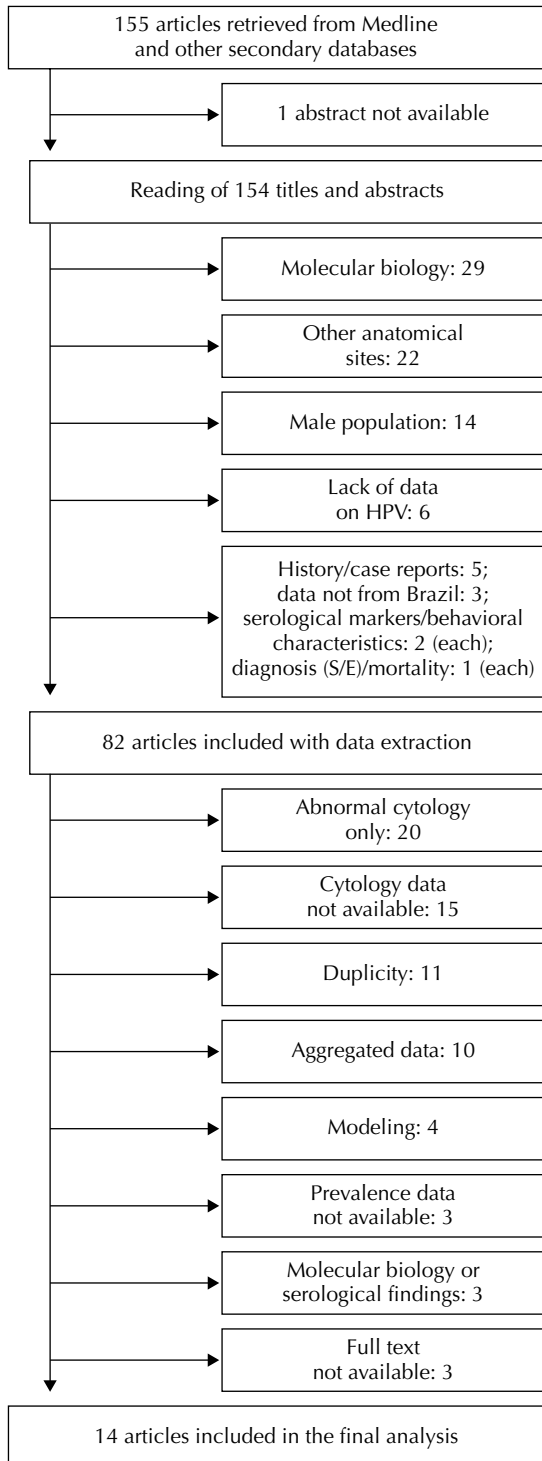 155 articles retrieved from Medline
and other secondary databases
1 abstract not available
Reading of 154 titles and abstracts
Molecular biology: 29
Other anatomical
sites: 22
Male population: 14
Lack of data
on HPV: 6
History/case reports: 5;
data not from Brazil: 3;
serological markers/behavioral
characteristics: 2 (each);
diagnosis (S/E)/mortality: 1 (each)
82 articles included with data extraction
Abnormal cytology
only: 20
Cytology data
not available: 15
Duplicity: 11
Aggregated data: 10
Modeling: 4
Prevalence data
not available: 3
Molecular biology or
serological findings: 3
Full text
not available: 3
14 articles included in the final analysis